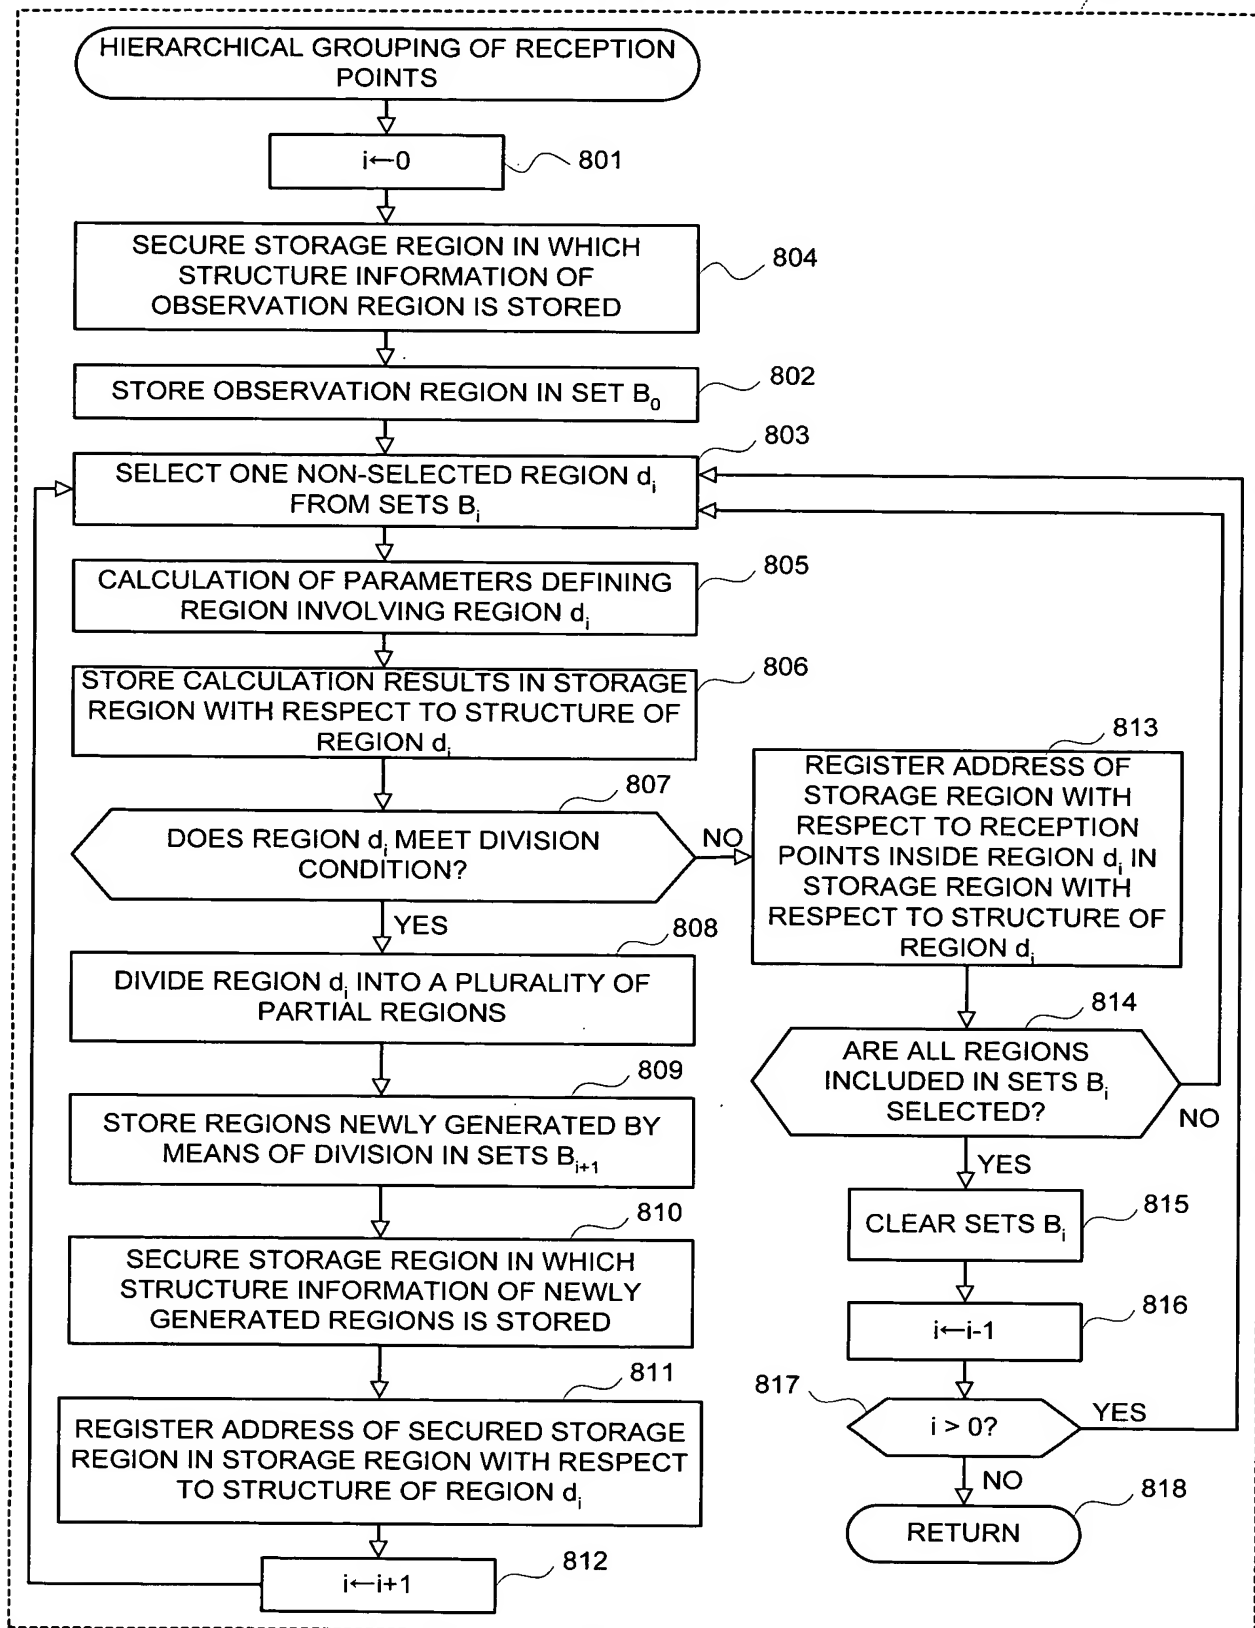 HIERARCHICAL GROUPING OF RECEPTION
POINTS
i←0
801
SECURE STORAGE REGION IN WHICH
STRUCTURE INFORMATION OF
OBSERVATION REGION IS STORED
804
STORE OBSERVATION REGION IN SET B₀
802
SELECT ONE NON-SELECTED REGION dᵢ
FROM SETS Bᵢ
803
CALCULATION OF PARAMETERS DEFINING
REGION INVOLVING REGION dᵢ
805
STORE CALCULATION RESULTS IN STORAGE
REGION WITH RESPECT TO STRUCTURE OF
REGION dᵢ
806
DOES REGION dᵢ MEET DIVISION
CONDITION?
807
NO
YES
DIVIDE REGION dᵢ INTO A PLURALITY OF
PARTIAL REGIONS
808
STORE REGIONS NEWLY GENERATED BY
MEANS OF DIVISION IN SETS Bᵢ₊₁
809
SECURE STORAGE REGION IN WHICH
STRUCTURE INFORMATION OF NEWLY
GENERATED REGIONS IS STORED
810
REGISTER ADDRESS OF SECURED STORAGE
REGION IN STORAGE REGION WITH RESPECT
TO STRUCTURE OF REGION dᵢ
811
i←i+1
812
REGISTER ADDRESS OF
STORAGE REGION WITH
RESPECT TO RECEPTION
POINTS INSIDE REGION dᵢ IN
STORAGE REGION WITH
RESPECT TO STRUCTURE OF
REGION dᵢ
813
ARE ALL REGIONS
INCLUDED IN SETS Bᵢ
SELECTED?
814
NO
YES
CLEAR SETS Bᵢ
815
i←i-1
816
i > 0?
817
YES
NO
RETURN
818